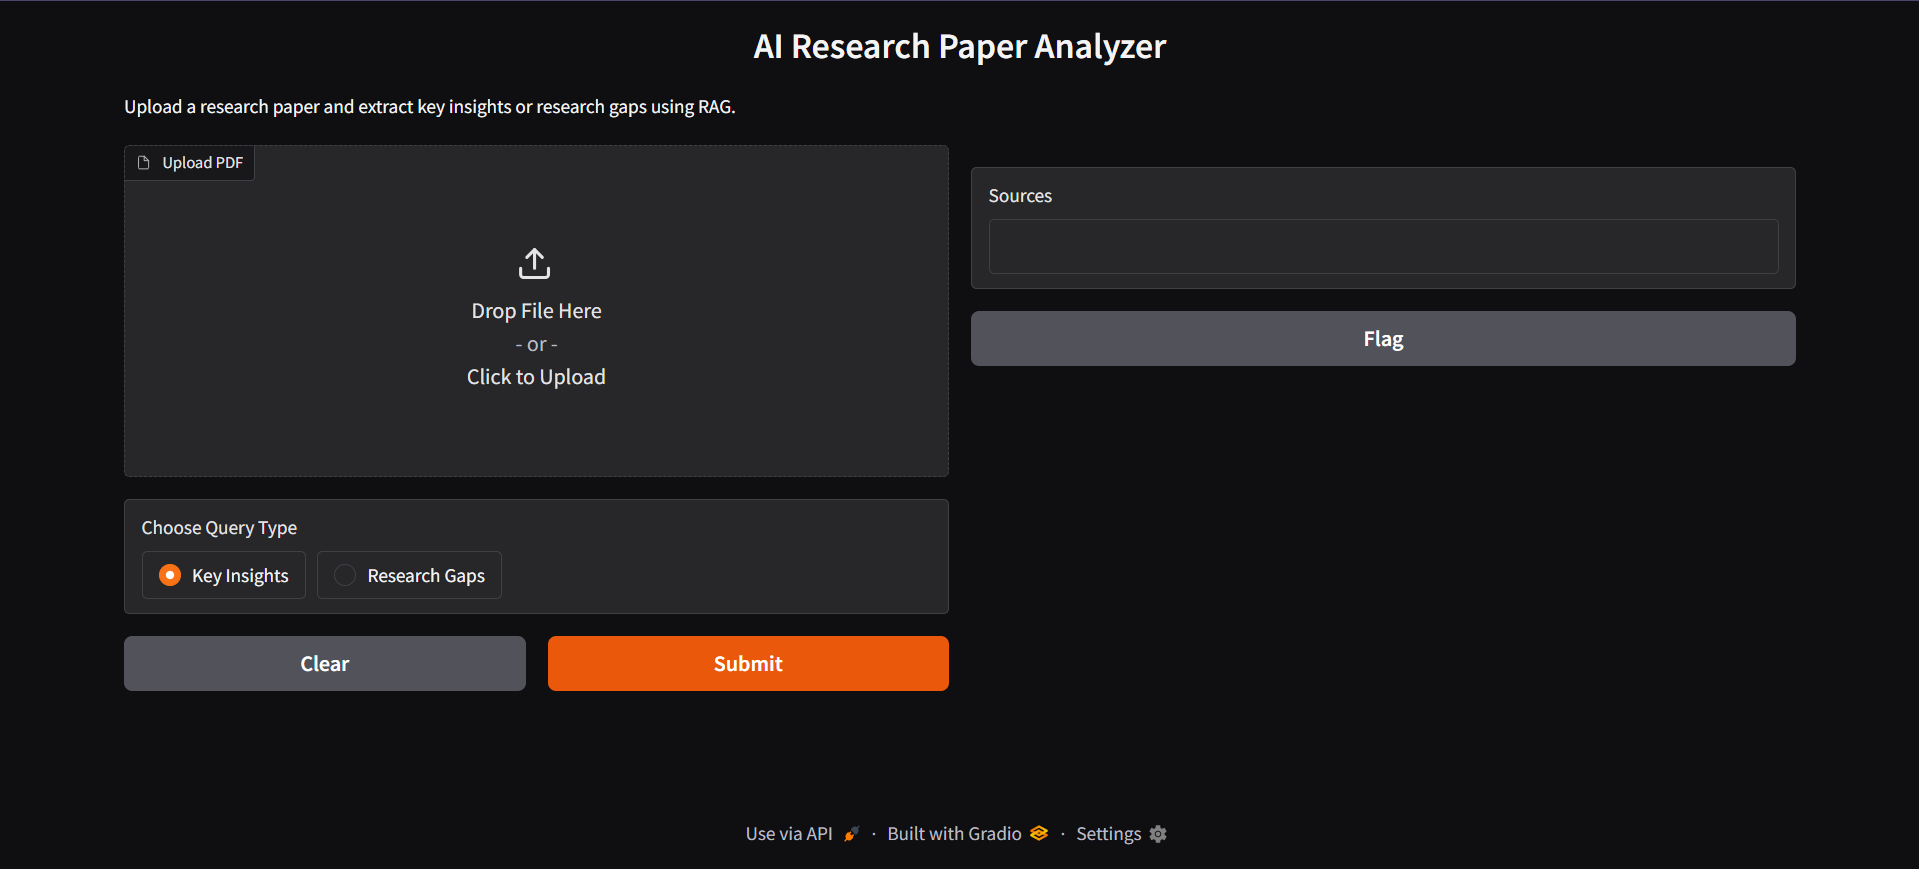 AI Research Paper Analyzer
Upload a research paper and extract key insights or research gaps using RAG.
Upload PDF
Drop File Here
- or -
Click to Upload
Choose Query Type
Key Insights
Research Gaps
Clear
Submit
Sources
Flag
Use via API · Built with Gradio · Settings